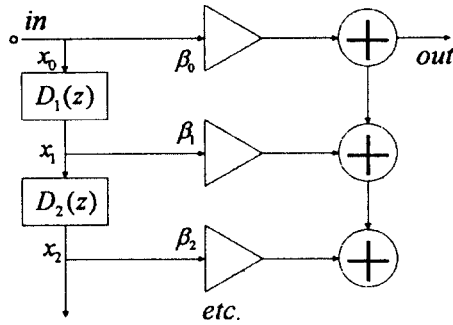 in
x₀
β₀
out
D₁(z)
x₁
β₁
D₂(z)
x₂
β₂
etc.